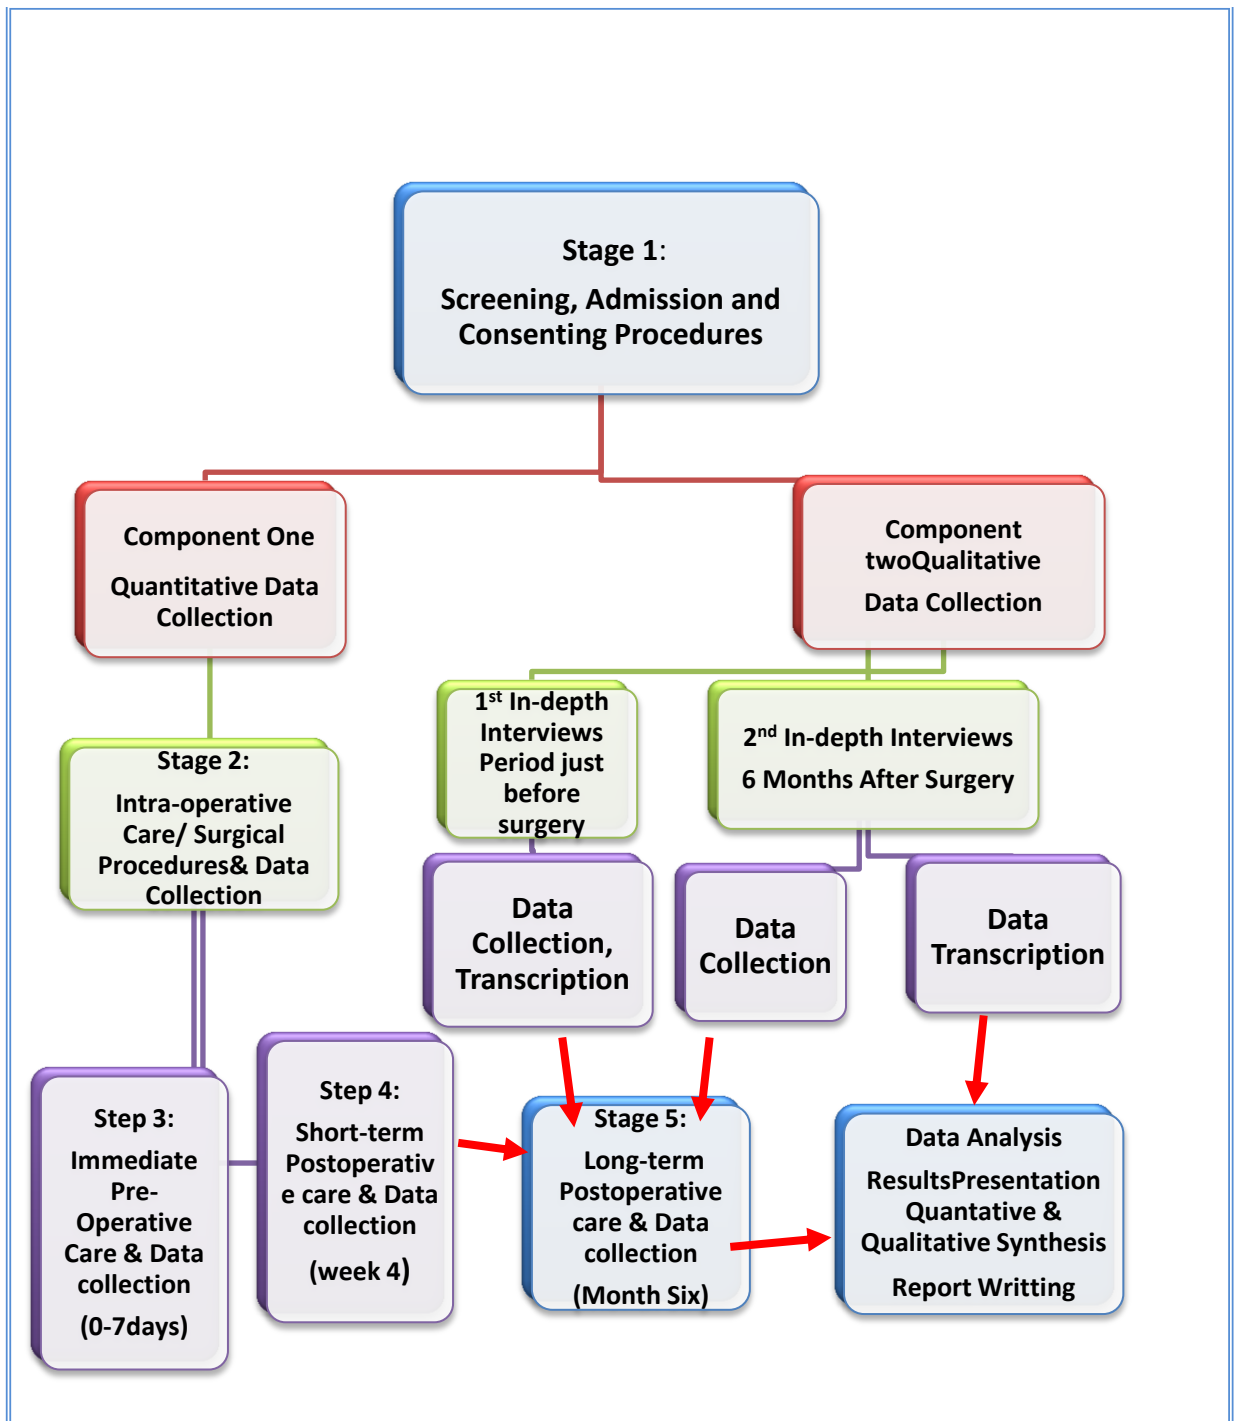 Stage 1:
Screening, Admission and
Consenting Procedures
Component One
Quantitative Data
Collection
Component
twoQualitative
Data Collection
1st In-depth
Interviews
Period just
before
surgery
2nd In-depth Interviews
6 Months After Surgery
Stage 2:
Intra-operative
Care/ Surgical
Procedures& Data
Collection
Data
Collection,
Transcription
Data
Collection
Data
Transcription
Step 3:
Immediate
Pre-
Operative
Care & Data
collection
(0-7days)
Step 4:
Short-term
Postoperativ
e care & Data
collection
(week 4)
Stage 5:
Long-term
Postoperative
care & Data
collection
(Month Six)
Data Analysis
ResultsPresentation
Quantative &
Qualitative Synthesis
Report Writting